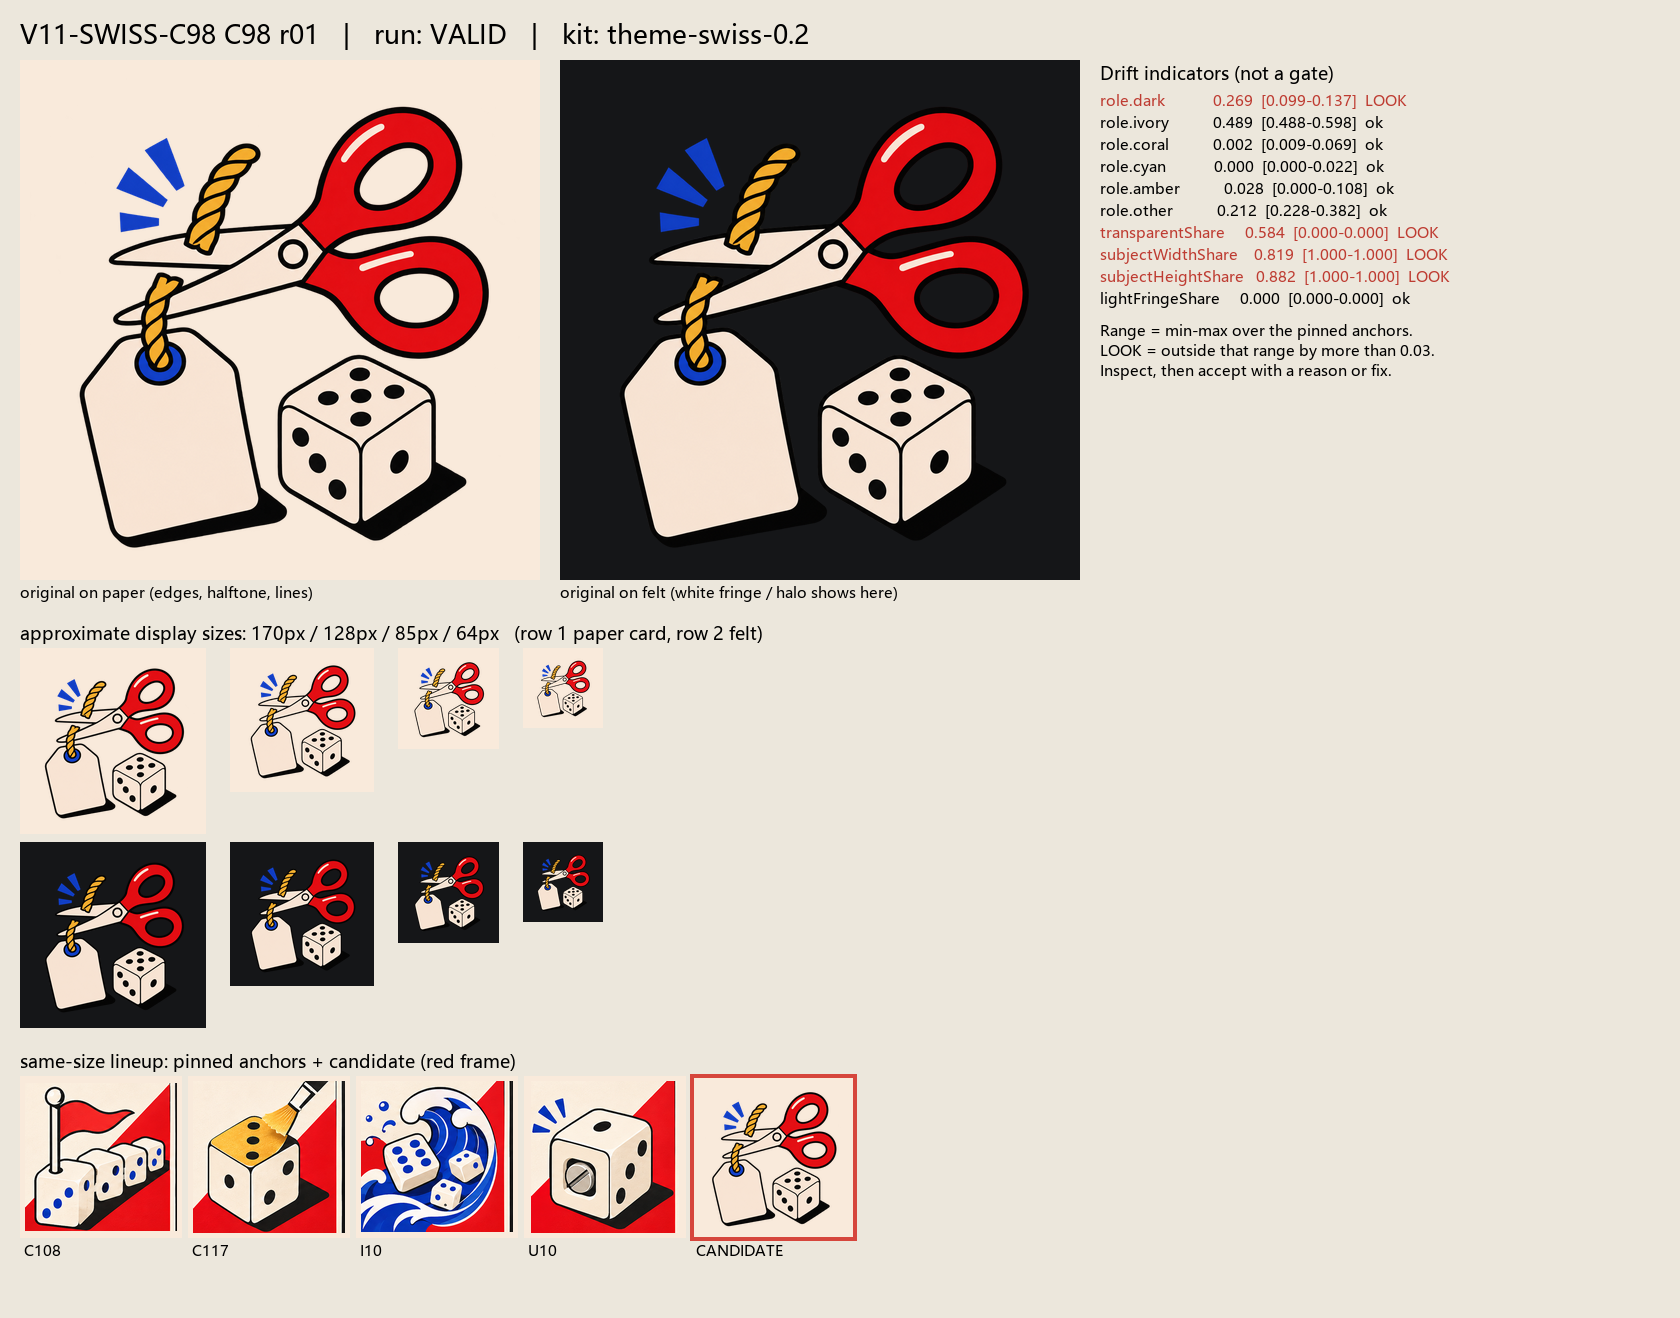 V11-SWISS-C98 C98 r01 | run: VALID | kit: theme-swiss-0.2
Drift indicators (not a gate)
role.dark 0.269 [0.099-0.137] LOOK
role.ivory 0.489 [0.488-0.598] ok
role.coral 0.002 [0.009-0.069] ok
role.cyan 0.000 [0.000-0.022] ok
role.amber 0.028 [0.000-0.108] ok
role.other 0.212 [0.228-0.382] ok
transparentShare 0.584 [0.000-0.000] LOOK
subjectWidthShare 0.819 [1.000-1.000] LOOK
subjectHeightShare 0.882 [1.000-1.000] LOOK
lightFringeShare 0.000 [0.000-0.000] ok
Range = min-max over the pinned anchors.
LOOK = outside that range by more than 0.03.
Inspect, then accept with a reason or fix.
original on paper (edges, halftone, lines)
original on felt (white fringe / halo shows here)
approximate display sizes: 170px / 128px / 85px / 64px (row 1 paper card, row 2 felt)
same-size lineup: pinned anchors + candidate (red frame)
C108
C117
I10
U10
CANDIDATE